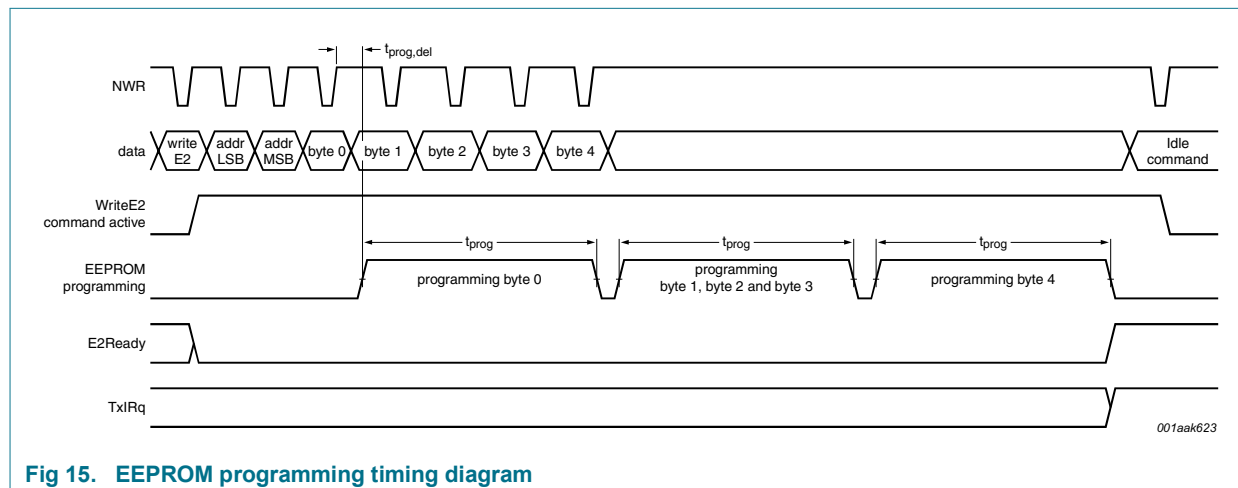 tprog,del
NWR
data
write E2
addr LSB
addr MSB
byte 0
byte 1
byte 2
byte 3
byte 4
Idle command
WriteE2
command active
tprog
tprog
tprog
EEPROM
programming
programming byte 0
programming
byte 1, byte 2 and byte 3
programming byte 4
E2Ready
TxIRq
001aak623
Fig 15. EEPROM programming timing diagram